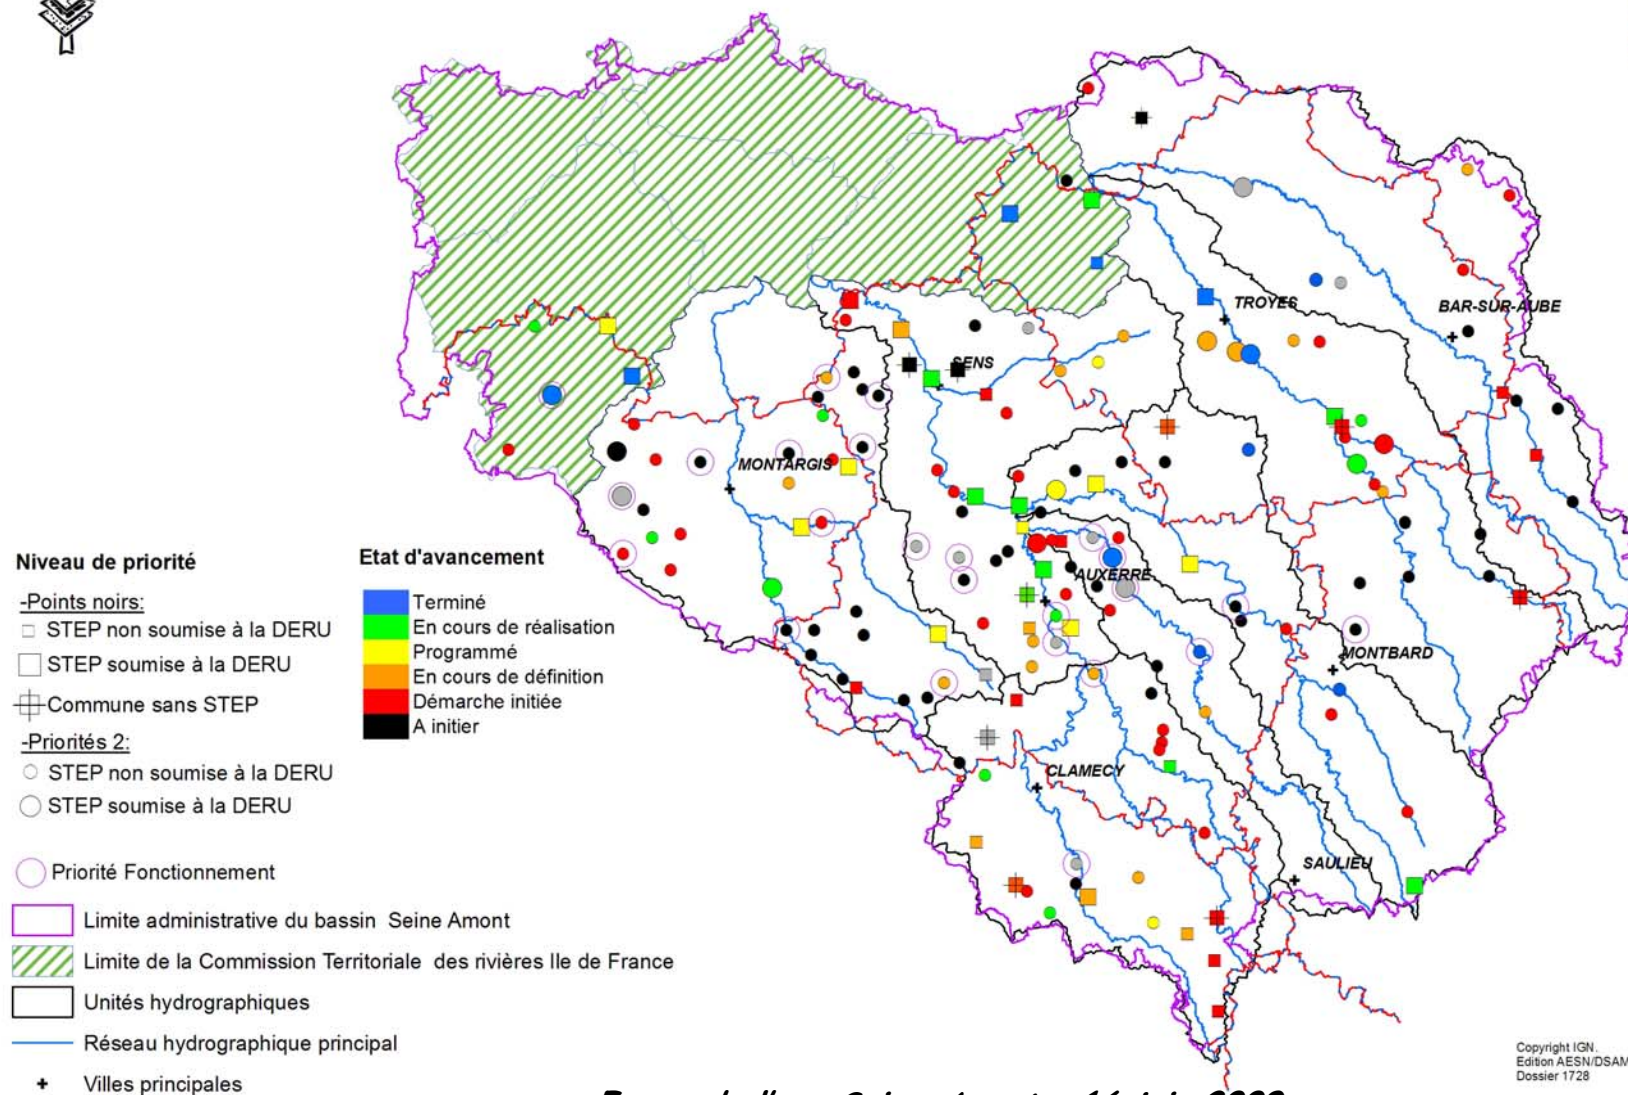 TROYES
BAR-SUR-AUBE
SENS
MONTARGIS
AUXERRE
MONTBARD
CLAMECY
SAULIEU
Niveau de priorité
-Points noirs:
STEP non soumise à la DERU
STEP soumise à la DERU
Commune sans STEP
-Priorités 2:
STEP non soumise à la DERU
STEP soumise à la DERU
Etat d'avancement
Terminé
En cours de réalisation
Programmé
En cours de définition
Démarche initiée
A initier
Priorité Fonctionnement
Limite administrative du bassin Seine Amont
Limite de la Commission Territoriale des rivières Ile de France
Unités hydrographiques
Réseau hydrographique principal
Villes principales
Copyright IGN.
Edition AESN/DSAM
Dossier 1728